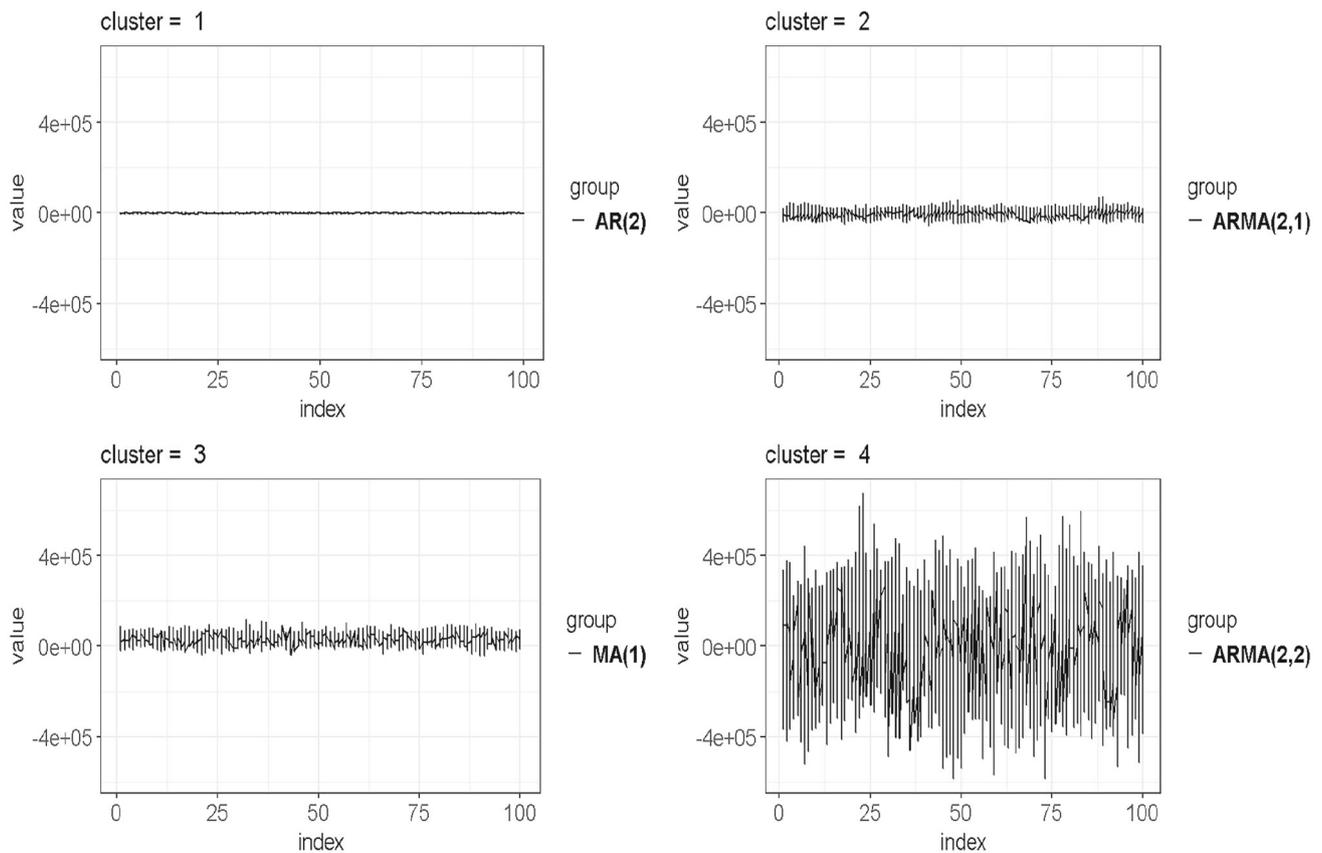 cluster = 1
4e+05
0e+00
-4e+05
value
0
25
50
75
100
index
group
AR(2)
cluster = 2
4e+05
0e+00
-4e+05
value
0
25
50
75
100
index
group
ARMA(2,1)
cluster = 3
4e+05
0e+00
-4e+05
value
0
25
50
75
100
index
group
MA(1)
cluster = 4
4e+05
0e+00
-4e+05
value
0
25
50
75
100
index
group
ARMA(2,2)